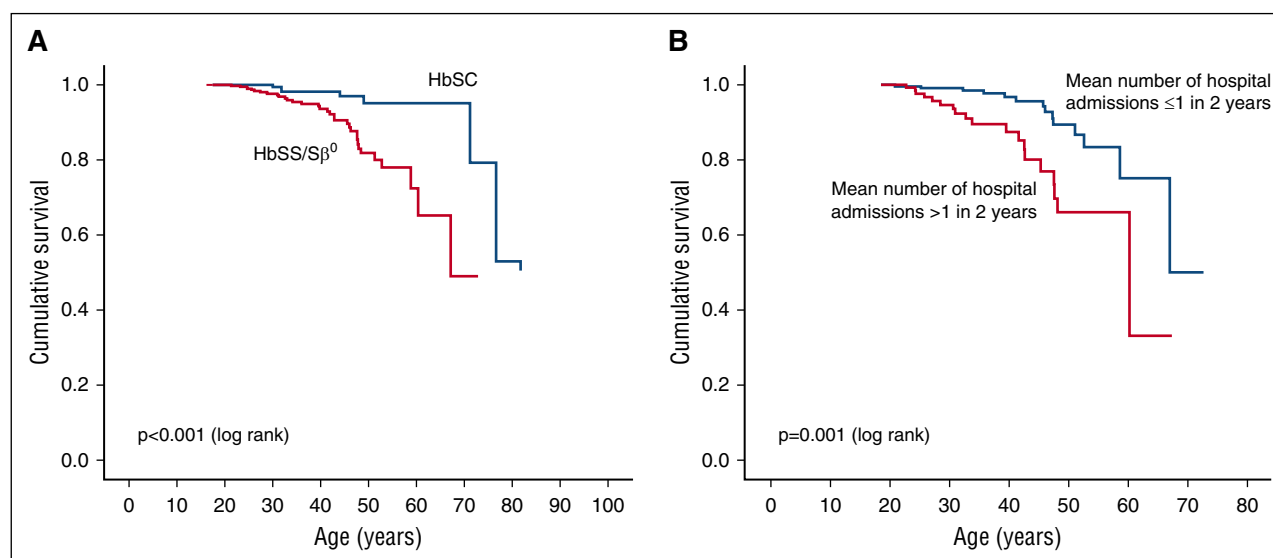 A
B
1.0
0.8
0.6
0.4
0.2
0.0
Cumulative survival
HbSC
HbSS/Sβ⁰
p<0.001 (log rank)
0 10 20 30 40 50 60 70 80 90 100
Age (years)
1.0
0.8
0.6
0.4
0.2
0.0
Cumulative survival
Mean number of hospital
admissions ≤1 in 2 years
Mean number of hospital
admissions >1 in 2 years
p=0.001 (log rank)
0 10 20 30 40 50 60 70 80
Age (years)